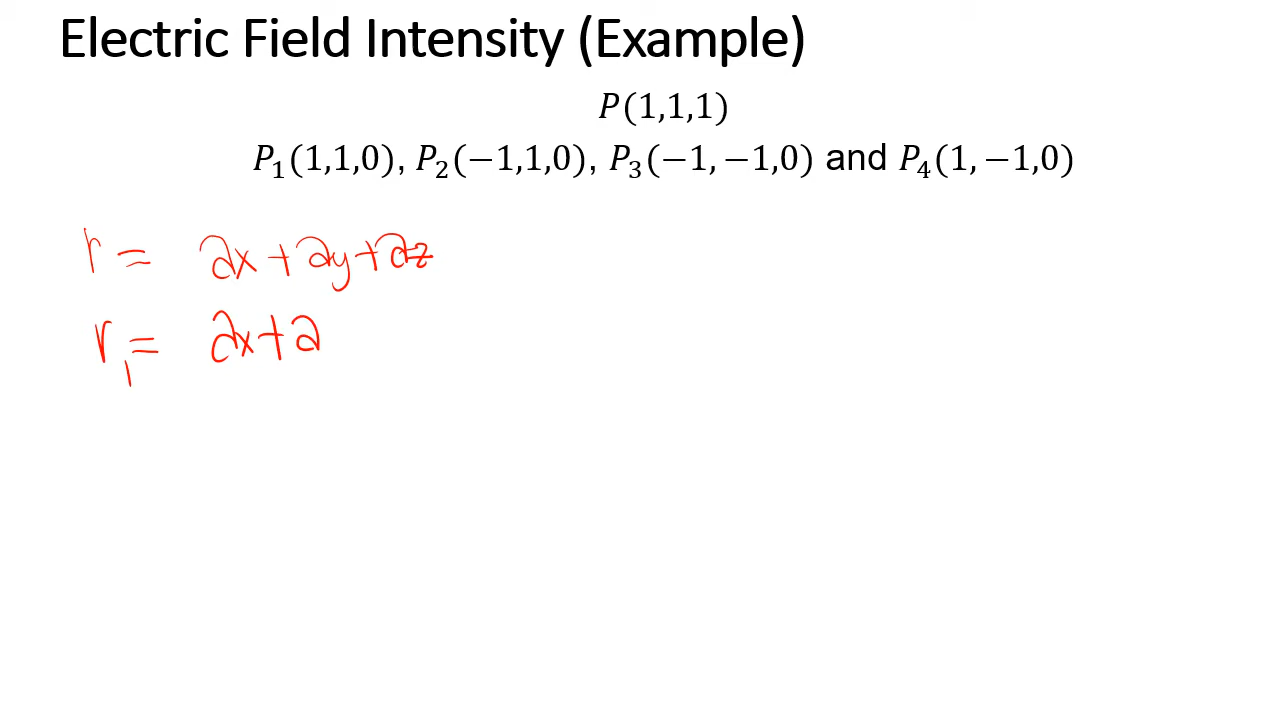 Electric Field Intensity (Example)
P(1,1,1)
P₁(1,1,0), P₂(−1,1,0), P₃(−1,−1,0) and P₄(1,−1,0)
r = ax + ay + az
r₁ = ax + a